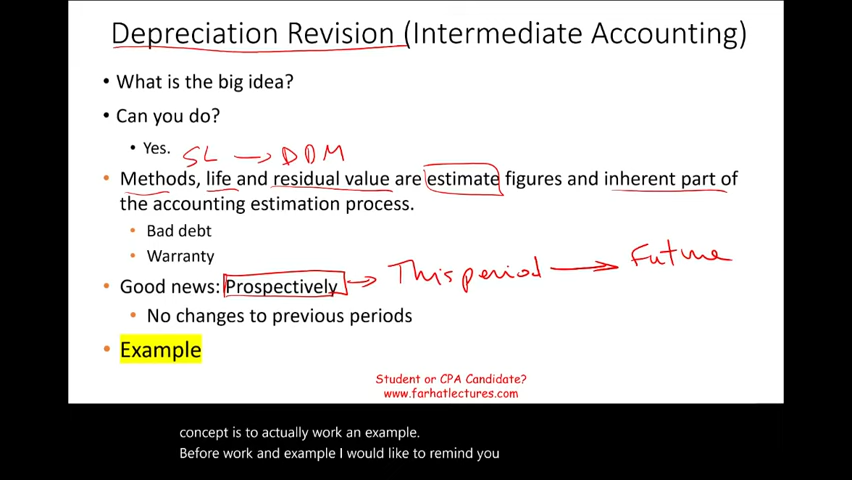 Depreciation Revision (Intermediate Accounting)
• What is the big idea?
• Can you do?
• Yes. SL → DDM
• Methods, life and residual value are estimate figures and inherent part of
the accounting estimation process.
• Bad debt
• Warranty
• Good news: Prospectively → This period → Future
• No changes to previous periods
• Example
Student or CPA Candidate?
www.farhatlectures.com
concept is to actually work an example.
Before work and example I would like to remind you